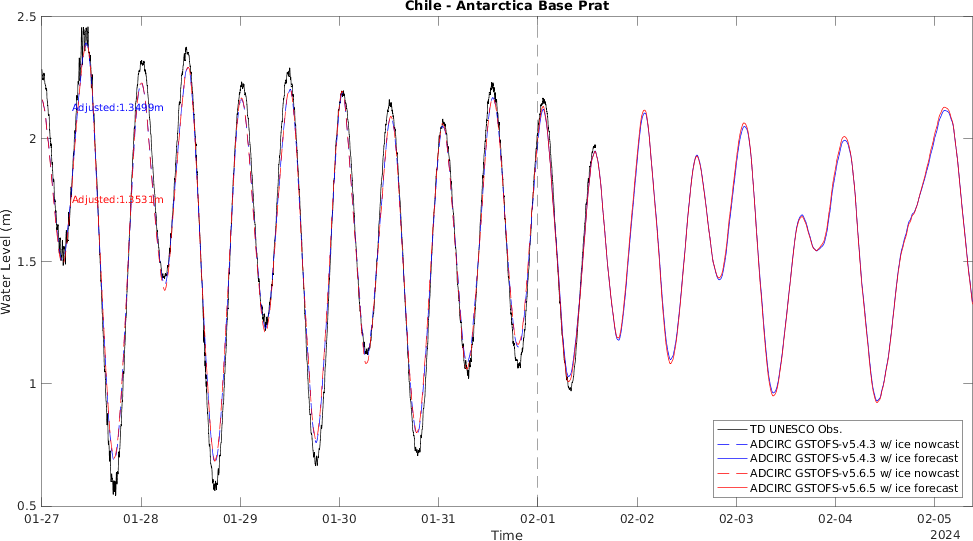 Chile - Antarctica Base Prat
2.5
2
1.5
1
0.5
Water Level (m)
Adjusted:1.3499m
Adjusted:1.3531m
TD UNESCO Obs.
ADCIRC GSTOFS-v5.4.3 w/ ice nowcast
ADCIRC GSTOFS-v5.4.3 w/ ice forecast
ADCIRC GSTOFS-v5.6.5 w/ ice nowcast
ADCIRC GSTOFS-v5.6.5 w/ ice forecast
01-27 01-28 01-29 01-30 01-31 02-01 02-02 02-03 02-04 02-05
Time
2024